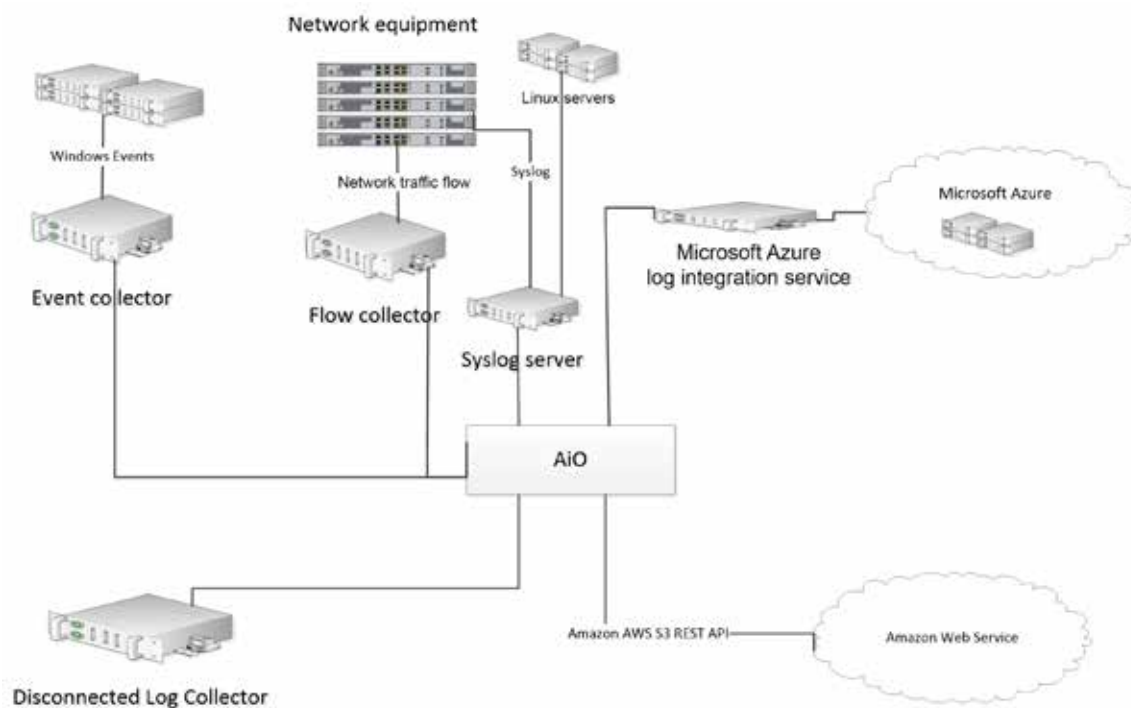 Network equipment
Linux servers
Windows Events
Network traffic flow
Syslog
Microsoft Azure
Event collector
Flow collector
Microsoft Azure
log integration service
Syslog server
AiO
Amazon AWS S3 REST API
Amazon Web Service
Disconnected Log Collector